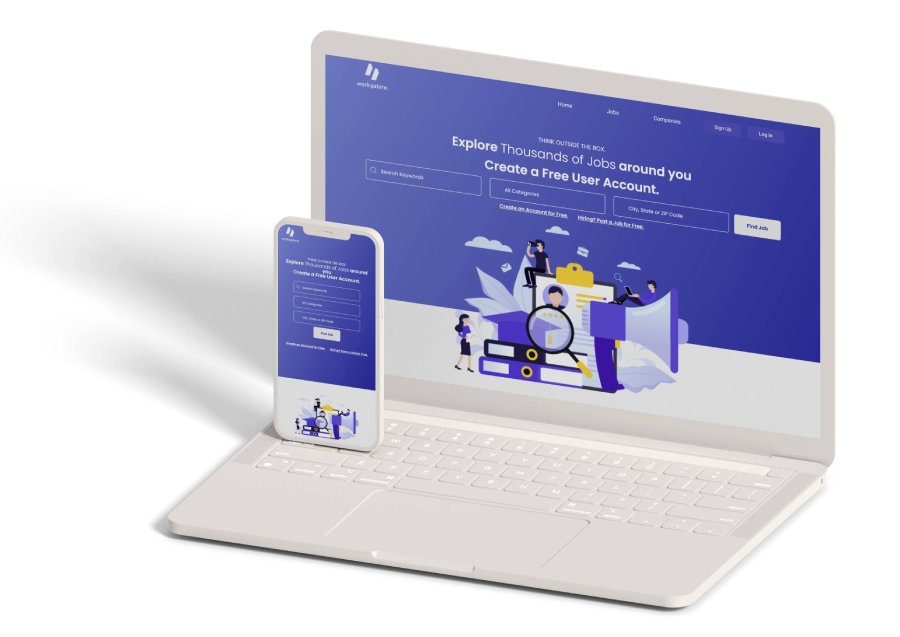 work.galore.
Home
Jobs
Companies
Sign Up
Log In
THINK OUTSIDE THE BOX.
Explore Thousands of Jobs around you
Create a Free User Account.
Search Keywords
All Categories
City, State or ZIP Code
Find Job
Create an Account for Free.
Hiring? Post a Job for Free.
work.galore.
THINK OUTSIDE THE BOX.
Explore Thousands of Jobs around
you
Create a Free User Account.
Search Keywords
All Categories
City, State or ZIP Code
Find Job
Create an Account for Free.
Hiring? Post a Job for Free.